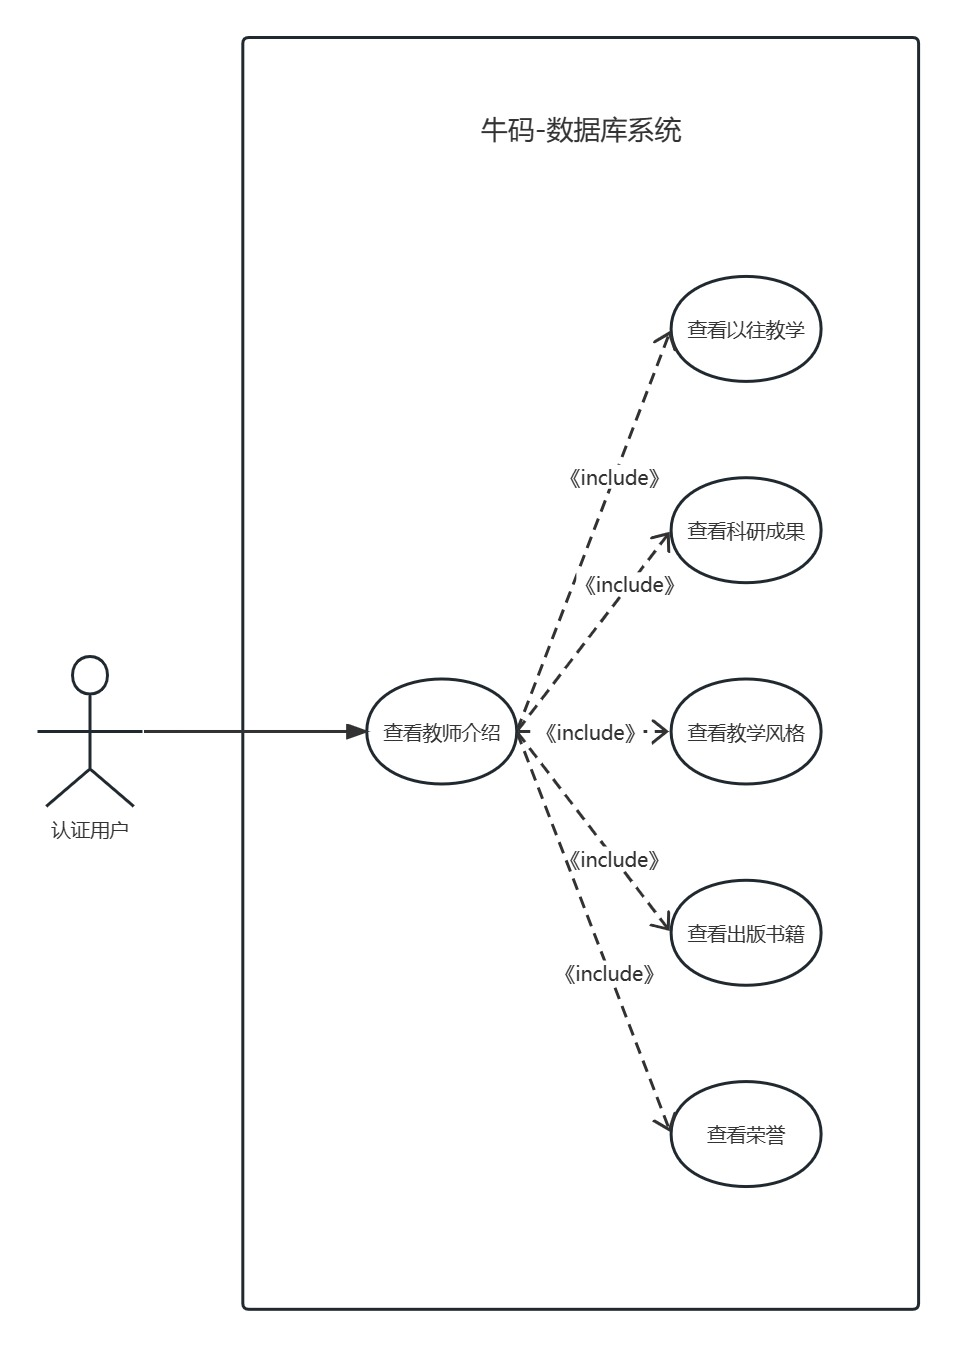 牛码-数据库系统
查看以往教学
《include》
查看科研成果
《include》
查看教师介绍
《include》
查看教学风格
认证用户
《include》
查看出版书籍
《include》
查看荣誉